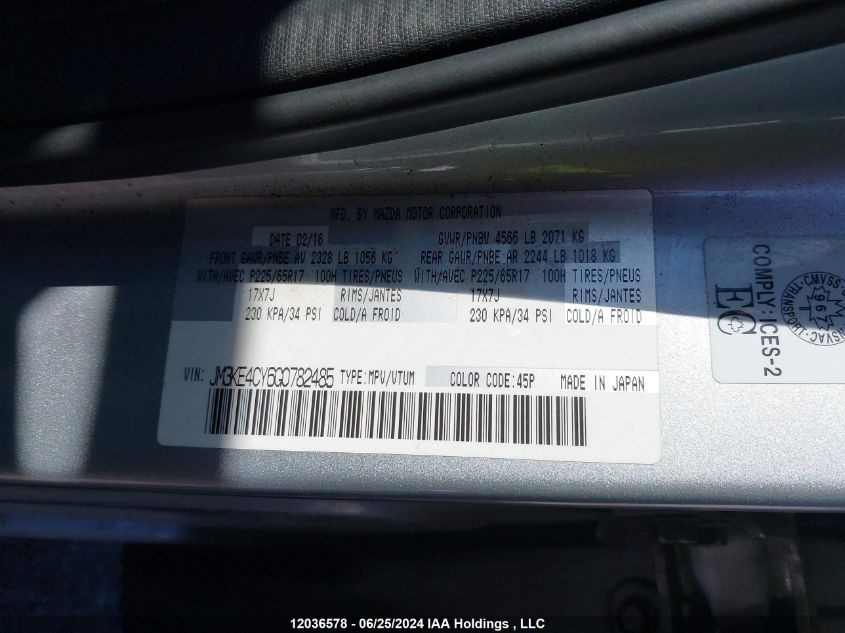 MFD. BY MAZDA MOTOR CORPORATION
DATE 02/16 GVWR/PNBV 4566 LB 2071 KG
FRONT GAWR/PNBE AV 2328 LB 1056 KG REAR GAWR/PNBE AR 2244 LB 1018 KG
WITH/AVEC P225/65R17 100H TIRES/PNEUS WITH/AVEC P225/65R17 100H TIRES/PNEUS
17X7J RIMS/JANTES 17X7J RIMS/JANTES
230 KPA/34 PSI COLD/A FROID 230 KPA/34 PSI COLD/A FROID
VIN: JM3KE4CY6G0782485 TYPE:MPV/VTUM COLOR CODE:45P MADE IN JAPAN
COMPLY:ICES-2
EC
12036578 - 06/25/2024 IAA Holdings , LLC